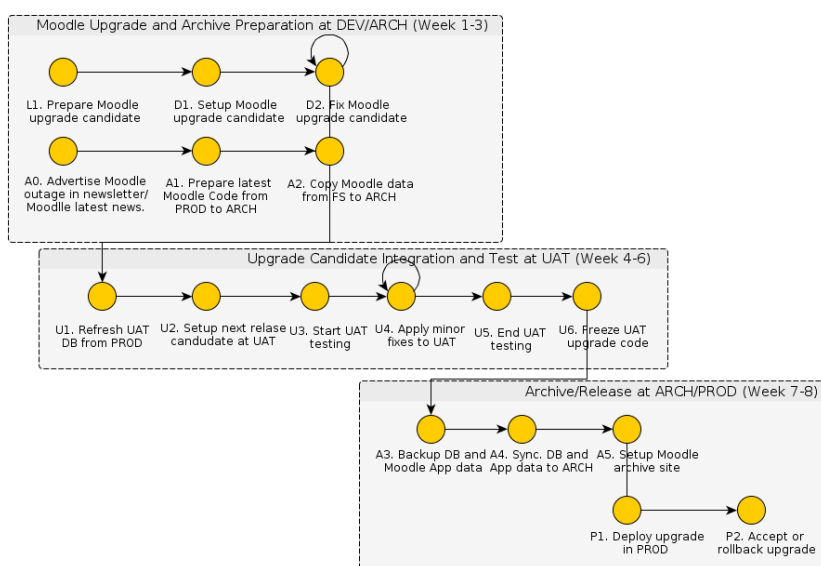 Moodle Upgrade and Archive Preparation at DEV/ARCH (Week 1-3)
L1. Prepare Moodle
upgrade candidate
D1. Setup Moodle
upgrade candidate
D2. Fix Moodle
upgrade candidate
A0. Advertise Moodle
outage in newsletter/
Moodlle latest news.
A1. Prepare latest
Moodle Code from
PROD to ARCH
A2. Copy Moodle data
from FS to ARCH
Upgrade Candidate Integration and Test at UAT (Week 4-6)
U1. Refresh UAT
DB from PROD
U2. Setup next relase
candudate at UAT
U3. Start UAT
testing
U4. Apply minor
fixes to UAT
U5. End UAT
testing
U6. Freeze UAT
upgrade code
Archive/Release at ARCH/PROD (Week 7-8)
A3. Backup DB and
Moodle App data
A4. Sync. DB and
App data to ARCH
A5. Setup Moodle
archive site
P1. Deploy upgrade
in PROD
P2. Accept or
rollback upgrade